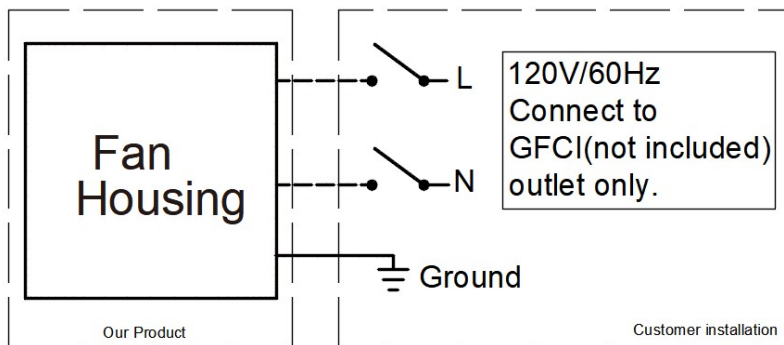 Fan
Housing
L
N
Ground
120V/60Hz
Connect to
GFCI(not included)
outlet only.
Our Product
Customer installation